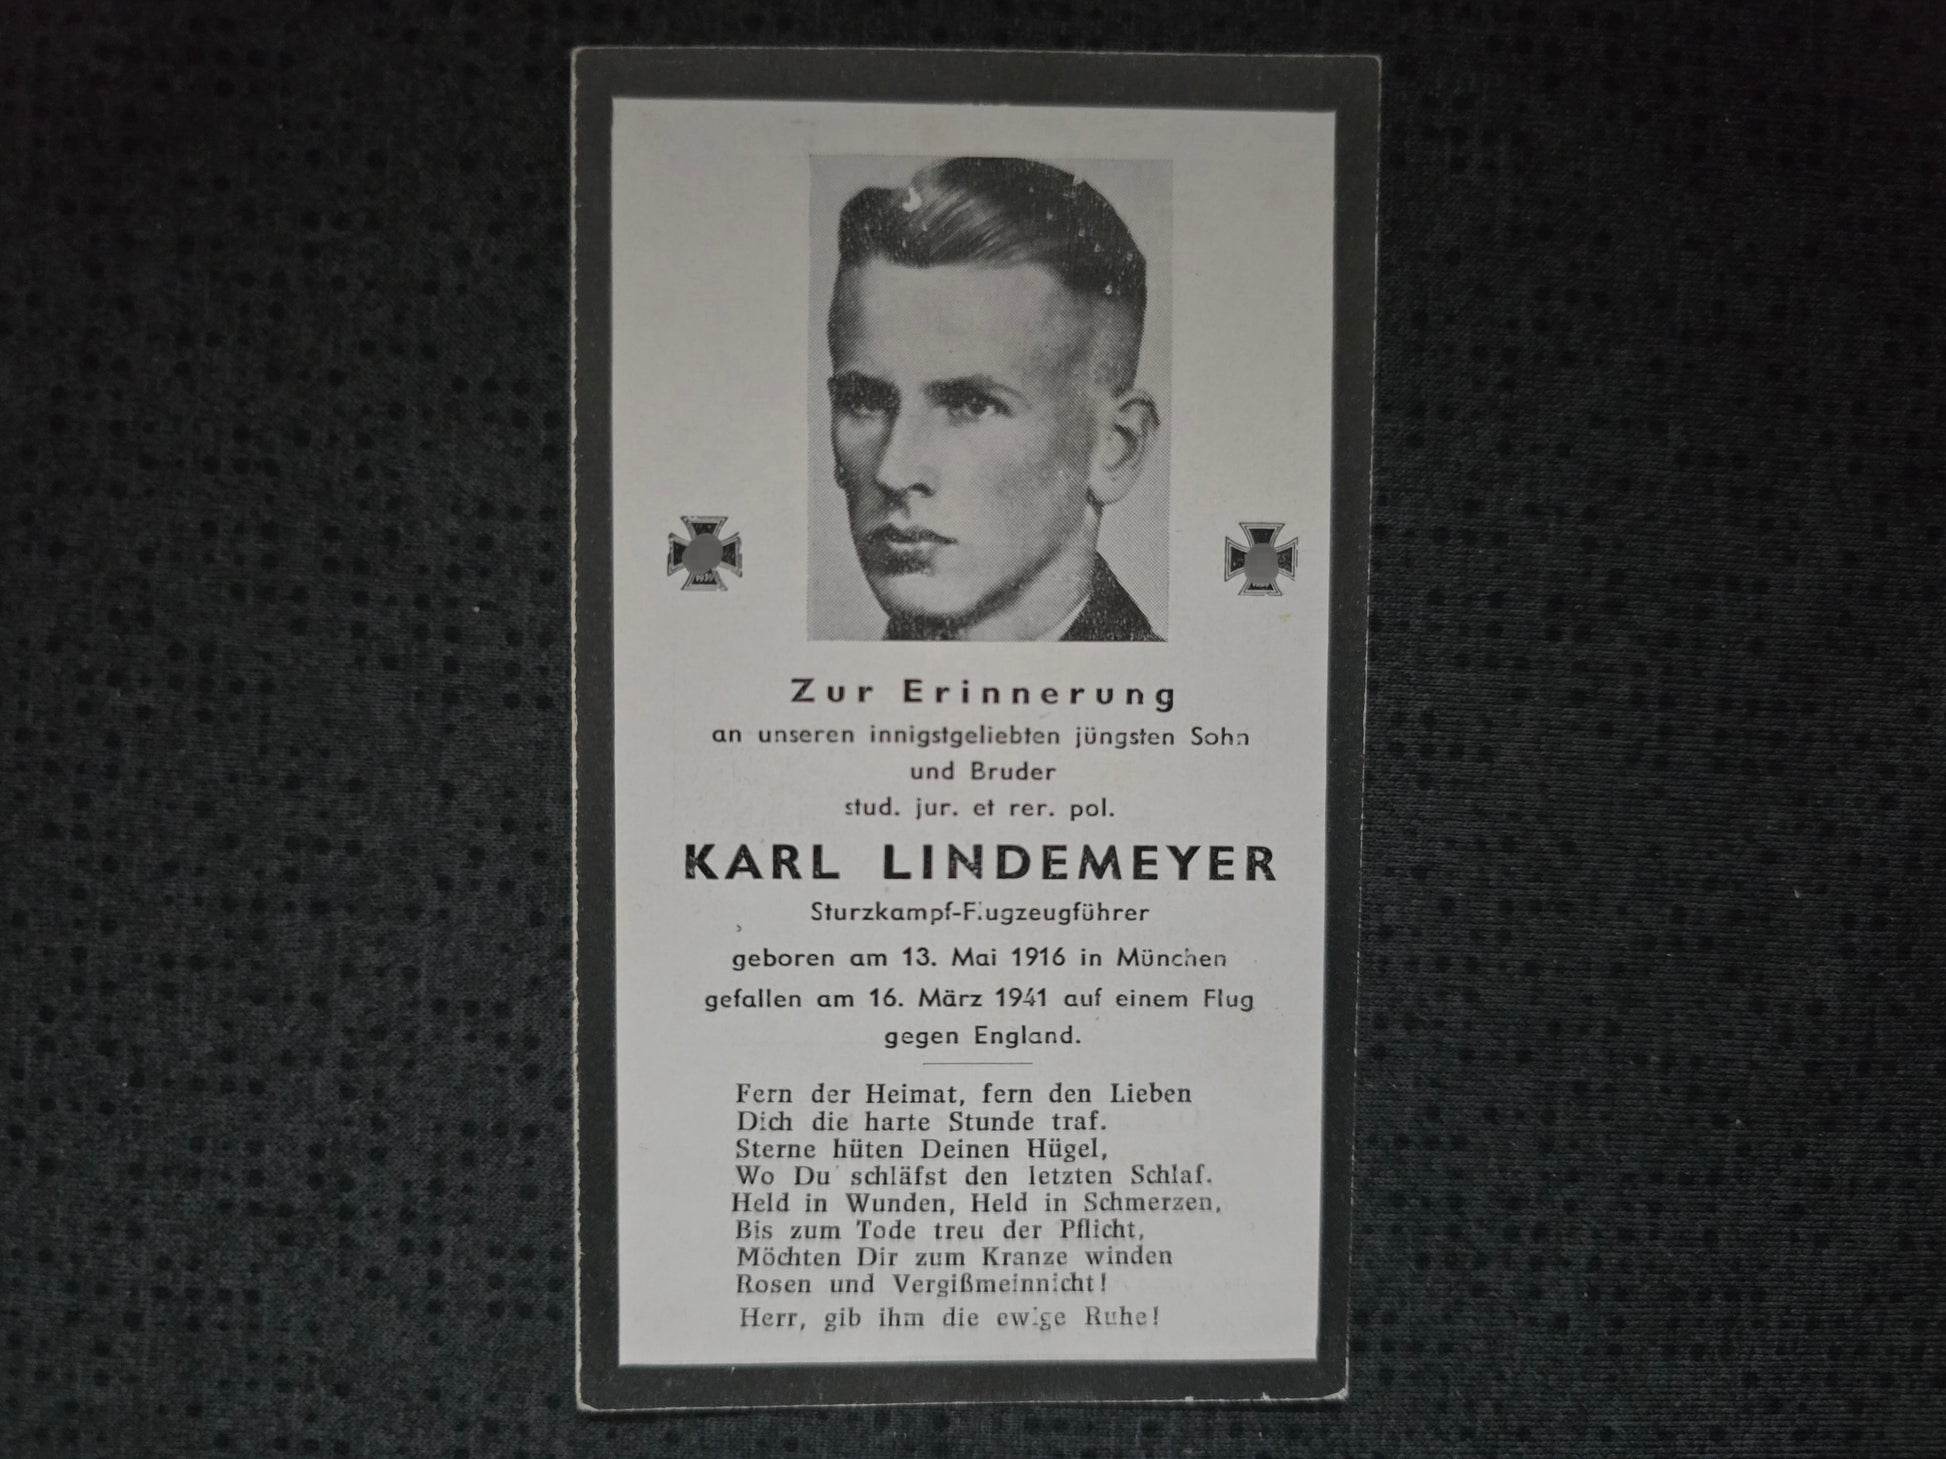 Zur Erinnerung
an unseren innigstgeliebten jüngsten Sohn
und Bruder
stud. jur. et rer. pol.
KARL LINDEMEYER
Sturzkampf-Flugzeugführer
geboren am 13. Mai 1916 in München
gefallen am 16. März 1941 auf einem Flug
gegen England.
Fern der Heimat, fern den Lieben
Dich die harte Stunde traf.
Sterne hüten Deinen Hügel,
Wo Du schläfst den letzten Schlaf.
Held in Wunden, Held in Schmerzen,
Bis zum Tode treu der Pflicht,
Möchten Dir zum Kranze winden
Rosen und Vergißmeinnicht!
Herr, gib ihm die ewige Ruhe!